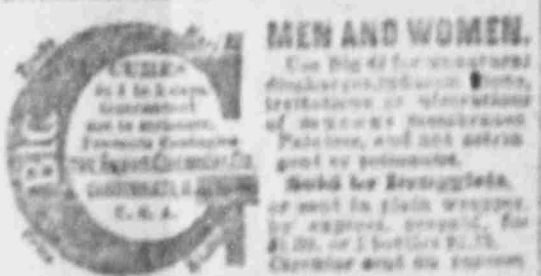 BIG
CURES
in 1 to 5 days.
Guaranteed
not to stricture.
Prevents Contagion.
THE EVANS CHEMICAL CO.
CINCINNATI, O.
U. S. A.
MEN AND WOMEN.
Use Big G for unnatural
discharges, inflammations,
irritations or ulcerations
of mucous membranes.
Painless, and not astrin-
gent or poisonous.
Sold by Druggists,
or sent in plain wrapper,
by express, prepaid, for
$1.00, or 3 bottles $2.75.
Circular sent on request